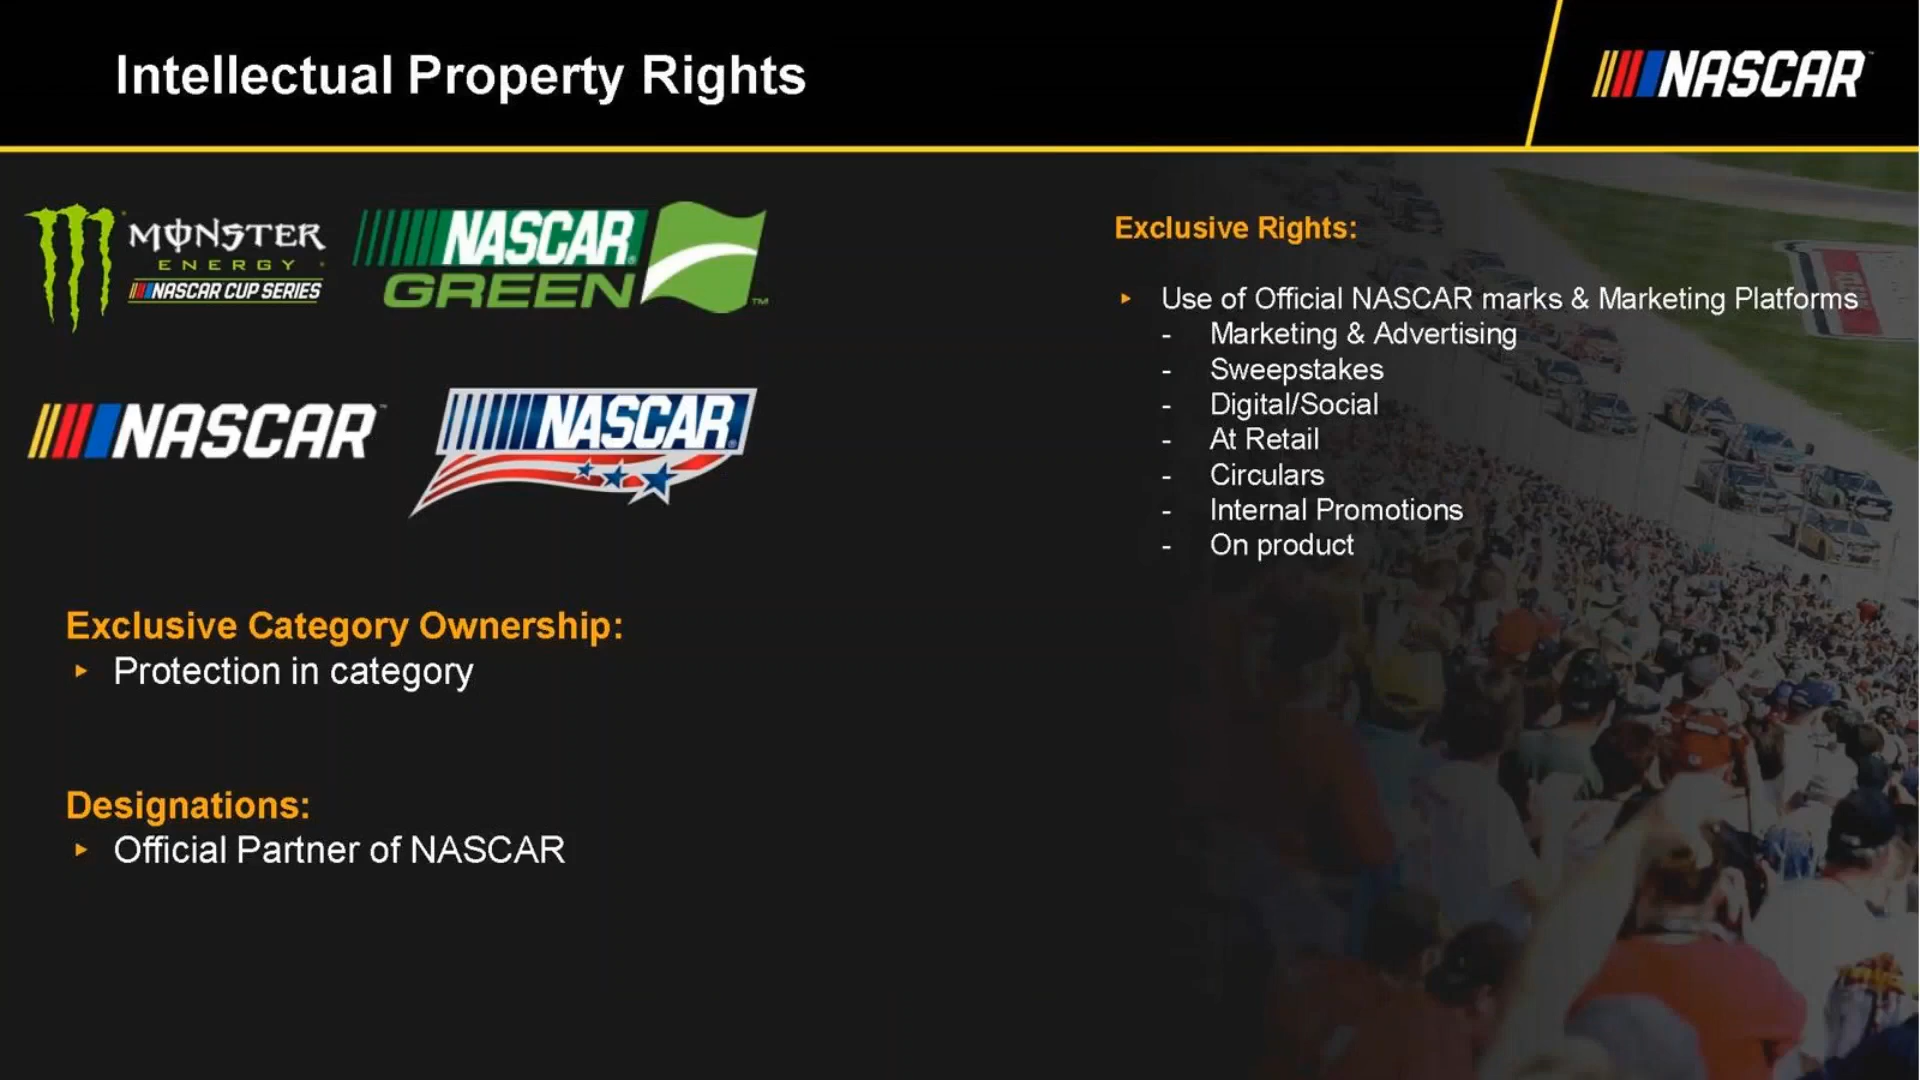 Intellectual Property Rights
NASCAR
MONSTER
ENERGY
NASCAR CUP SERIES
NASCAR
GREEN
TM
NASCAR
NASCAR
Exclusive Category Ownership:
‣ Protection in category
Designations:
‣ Official Partner of NASCAR
Exclusive Rights:
‣ Use of Official NASCAR marks & Marketing Platforms
- Marketing & Advertising
- Sweepstakes
- Digital/Social
- At Retail
- Circulars
- Internal Promotions
- On product